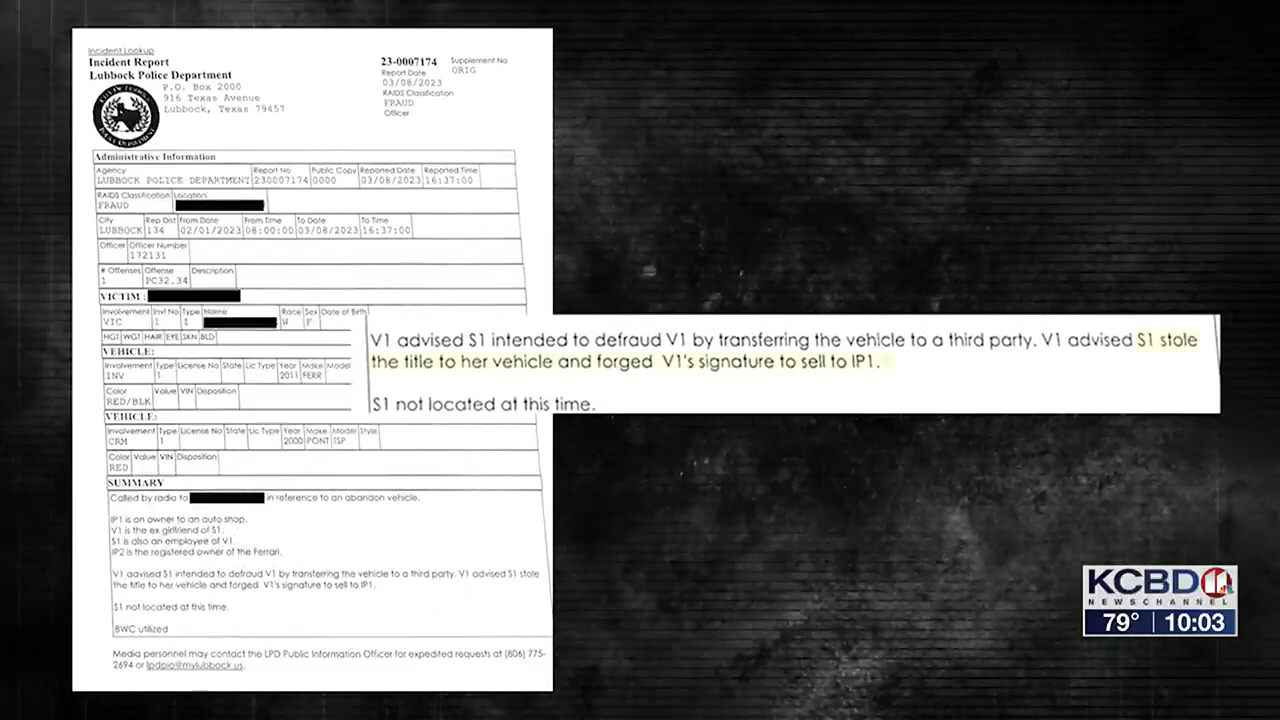 Incident Lookup
Incident Report
Lubbock Police Department
P.O. Box 2000
916 Texas Avenue
Lubbock, Texas 79457
23-0007174
Supplement No
ORIG
Report Date
03/08/2023
RAIDS Classification
FRAUD
Officer
Administrative Information
Agency Report No Public Copy Reported Date Reported Time
LUBBOCK POLICE DEPARTMENT 230007174 0000 03/08/2023 16:37:00
RAIDS Classification Location
FRAUD
City Rep Dist From Date From Time To Date To Time
LUBBOCK 134 02/01/2023 08:00:00 03/08/2023 16:37:00
Officer Officer Number
172131
# Offenses Offense Description
1 PC32.34
VICTIM :
Involvement Invl No Type Name Race Sex Date of Birth
VIC 1 I W F
HGT WGT HAIR EYE SKN BLD
VEHICLE:
Involvement Type License No State Lic Type Year Make Model
INV 1 2011 FERR
Color Value VIN Disposition
RED/BLK
VEHICLE:
Involvement Type License No State Lic Type Year Make Model Style
CRM 1 2000 PONT TSP
Color Value VIN Disposition
RED
SUMMARY
Called by radio to in reference to an abandon vehicle.
IP1 is an owner to an auto shop.
V1 is the ex girlfriend of S1.
S1 is also an employee of V1.
IP2 is the registered owner of the Ferrari.
V1 advised S1 intended to defraud V1 by transferring the vehicle to a third party. V1 advised S1 stole
the title to her vehicle and forged V1's signature to sell to IP1.
S1 not located at this time.
BWC utilized
Media personnel may contact the LPD Public Information Officer for expedited requests at (806) 775-
2694 or lpdpio@mylubbock.us.
V1 advised S1 intended to defraud V1 by transferring the vehicle to a third party. V1 advised S1 stole
the title to her vehicle and forged V1's signature to sell to IP1.
S1 not located at this time.
KCBD 11
NEWSCHANNEL
79° 10:03